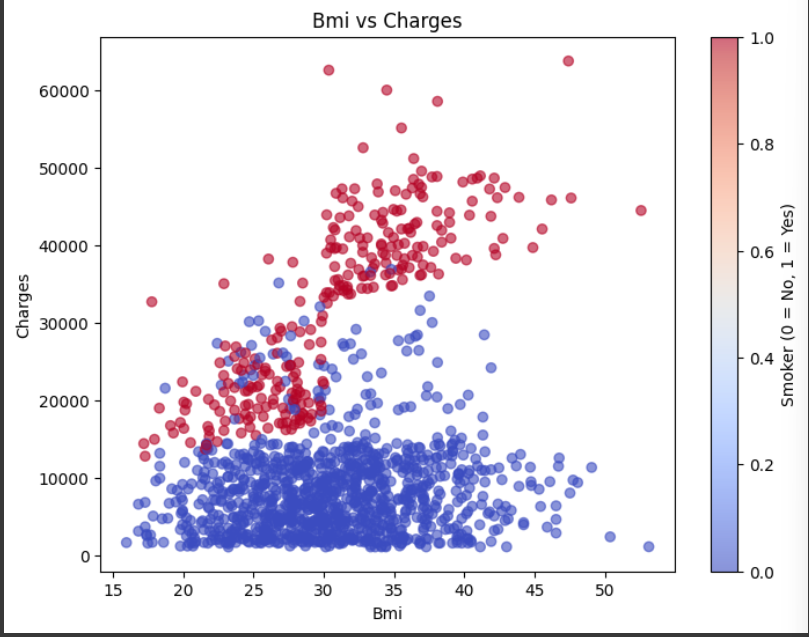 Bmi vs Charges
Charges
60000
50000
40000
30000
20000
10000
0
15 20 25 30 35 40 45 50
Bmi
1.0
0.8
0.6
0.4
0.2
0.0
Smoker (0 = No, 1 = Yes)